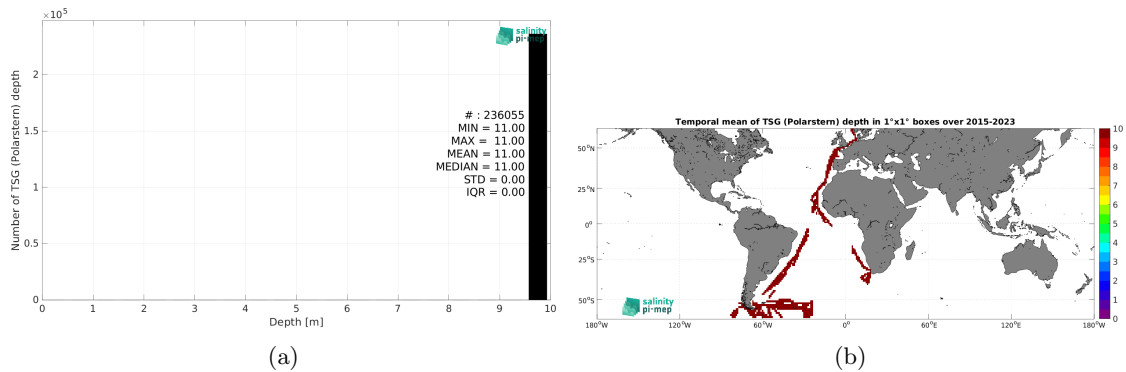 ×10⁵
salinity
pi-mep
Number of TSG (Polarstern) depth
2
1.5
1
0.5
0
# : 236055
MIN = 11.00
MAX = 11.00
MEAN = 11.00
MEDIAN = 11.00
STD = 0.00
IQR = 0.00
0 1 2 3 4 5 6 7 8 9 10
Depth [m]
(a)
Temporal mean of TSG (Polarstern) depth in 1°x1° boxes over 2015-2023
50°N
25°N
0°
25°S
50°S
salinity
pi-mep
180°W 120°W 60°W 0° 60°E 120°E 180°W
10
9
8
7
6
5
4
3
2
1
0
(b)